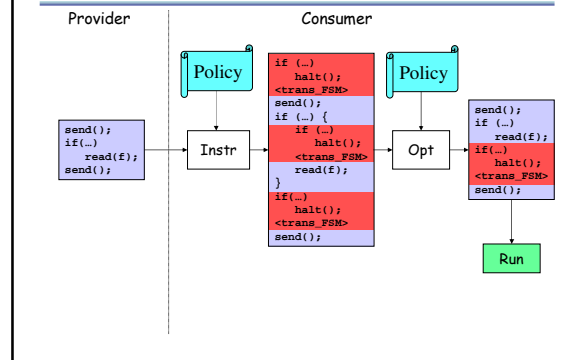 Provider
Consumer
Policy
Policy
send();
if(…)
read(f);
send();
Instr
if (…)
halt();
<trans_FSM>
send();
if (…) {
if (…)
halt();
<trans_FSM>
read(f);
}
if(…)
halt();
<trans_FSM>
send();
Opt
send();
if (…)
read(f);
if(…)
halt();
<trans_FSM>
send();
Run